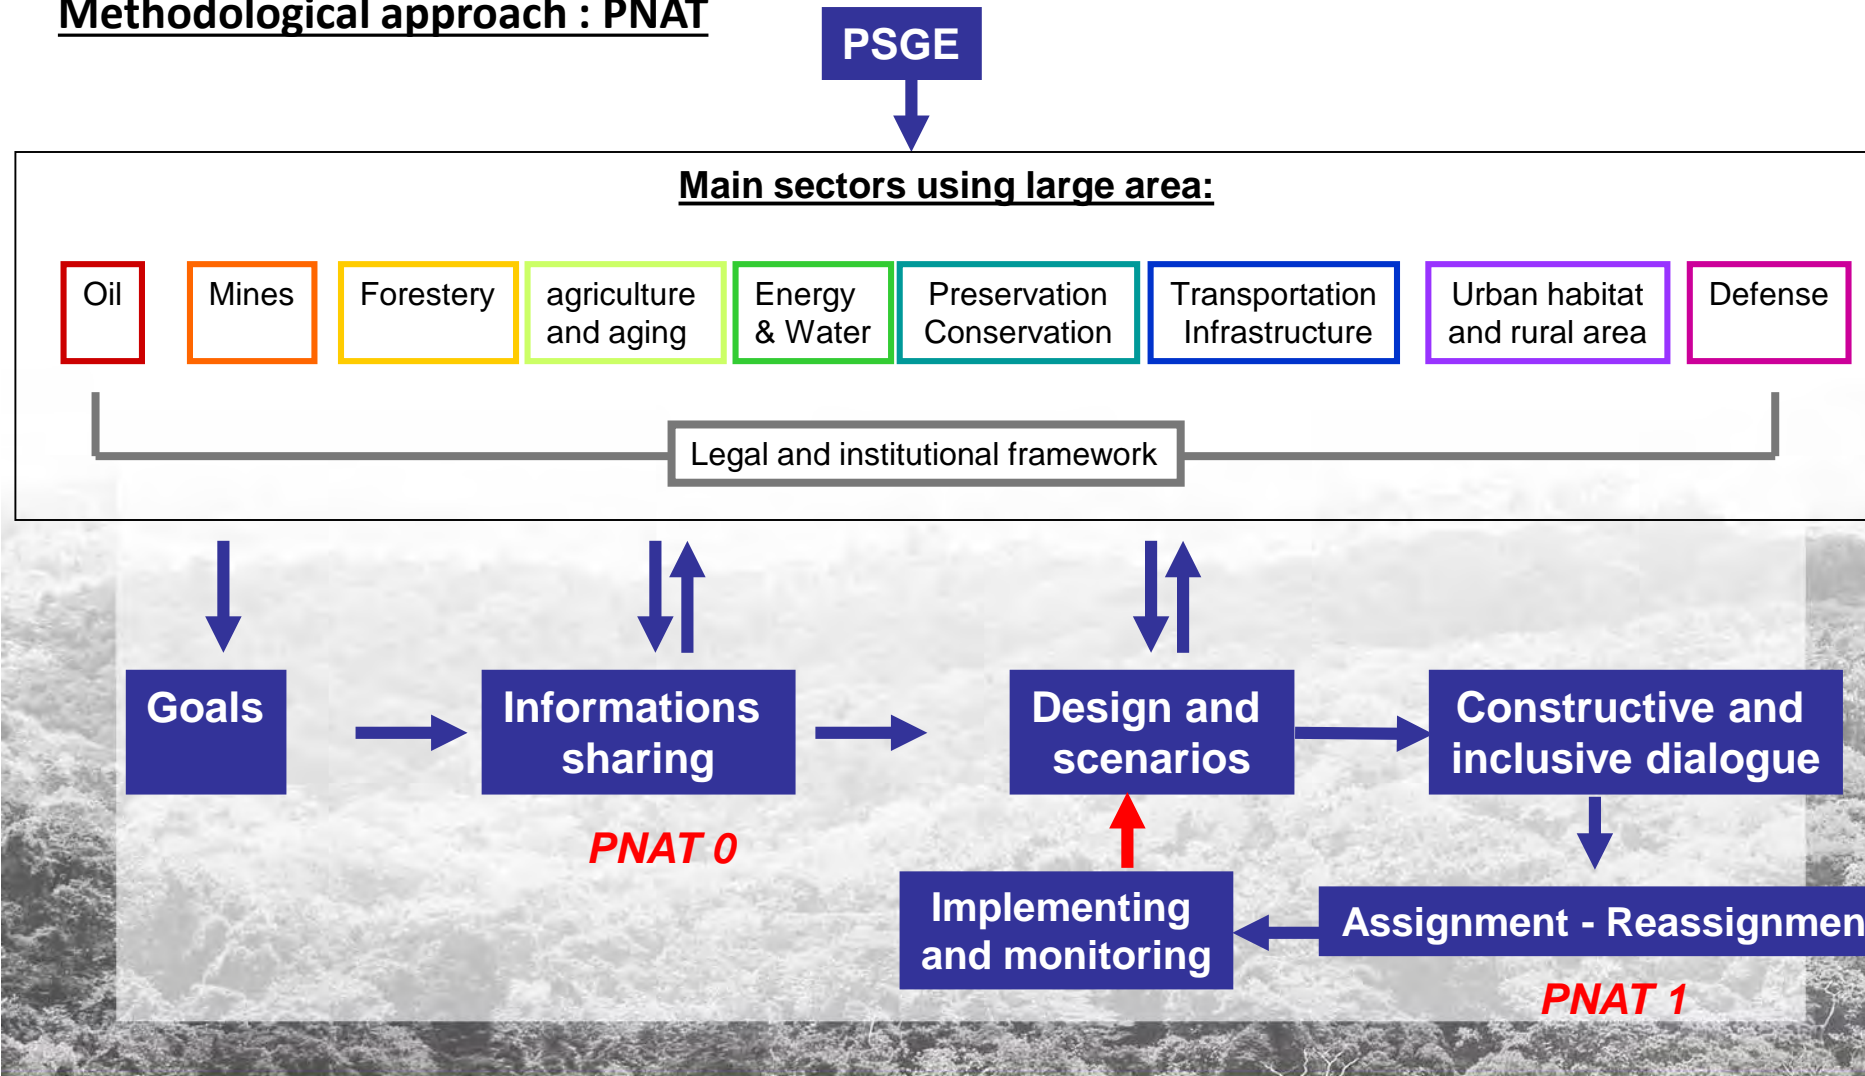 Methodological approach : PNAT
PSGE
Main sectors using large area:
Oil
Mines
Forestery
agriculture
and aging
Energy
& Water
Preservation
Conservation
Transportation
Infrastructure
Urban habitat
and rural area
Defense
Legal and institutional framework
Goals
Informations
sharing
Design and
scenarios
Constructive and
inclusive dialogue
PNAT 0
Implementing
and monitoring
Assignment - Reassignmen
PNAT 1